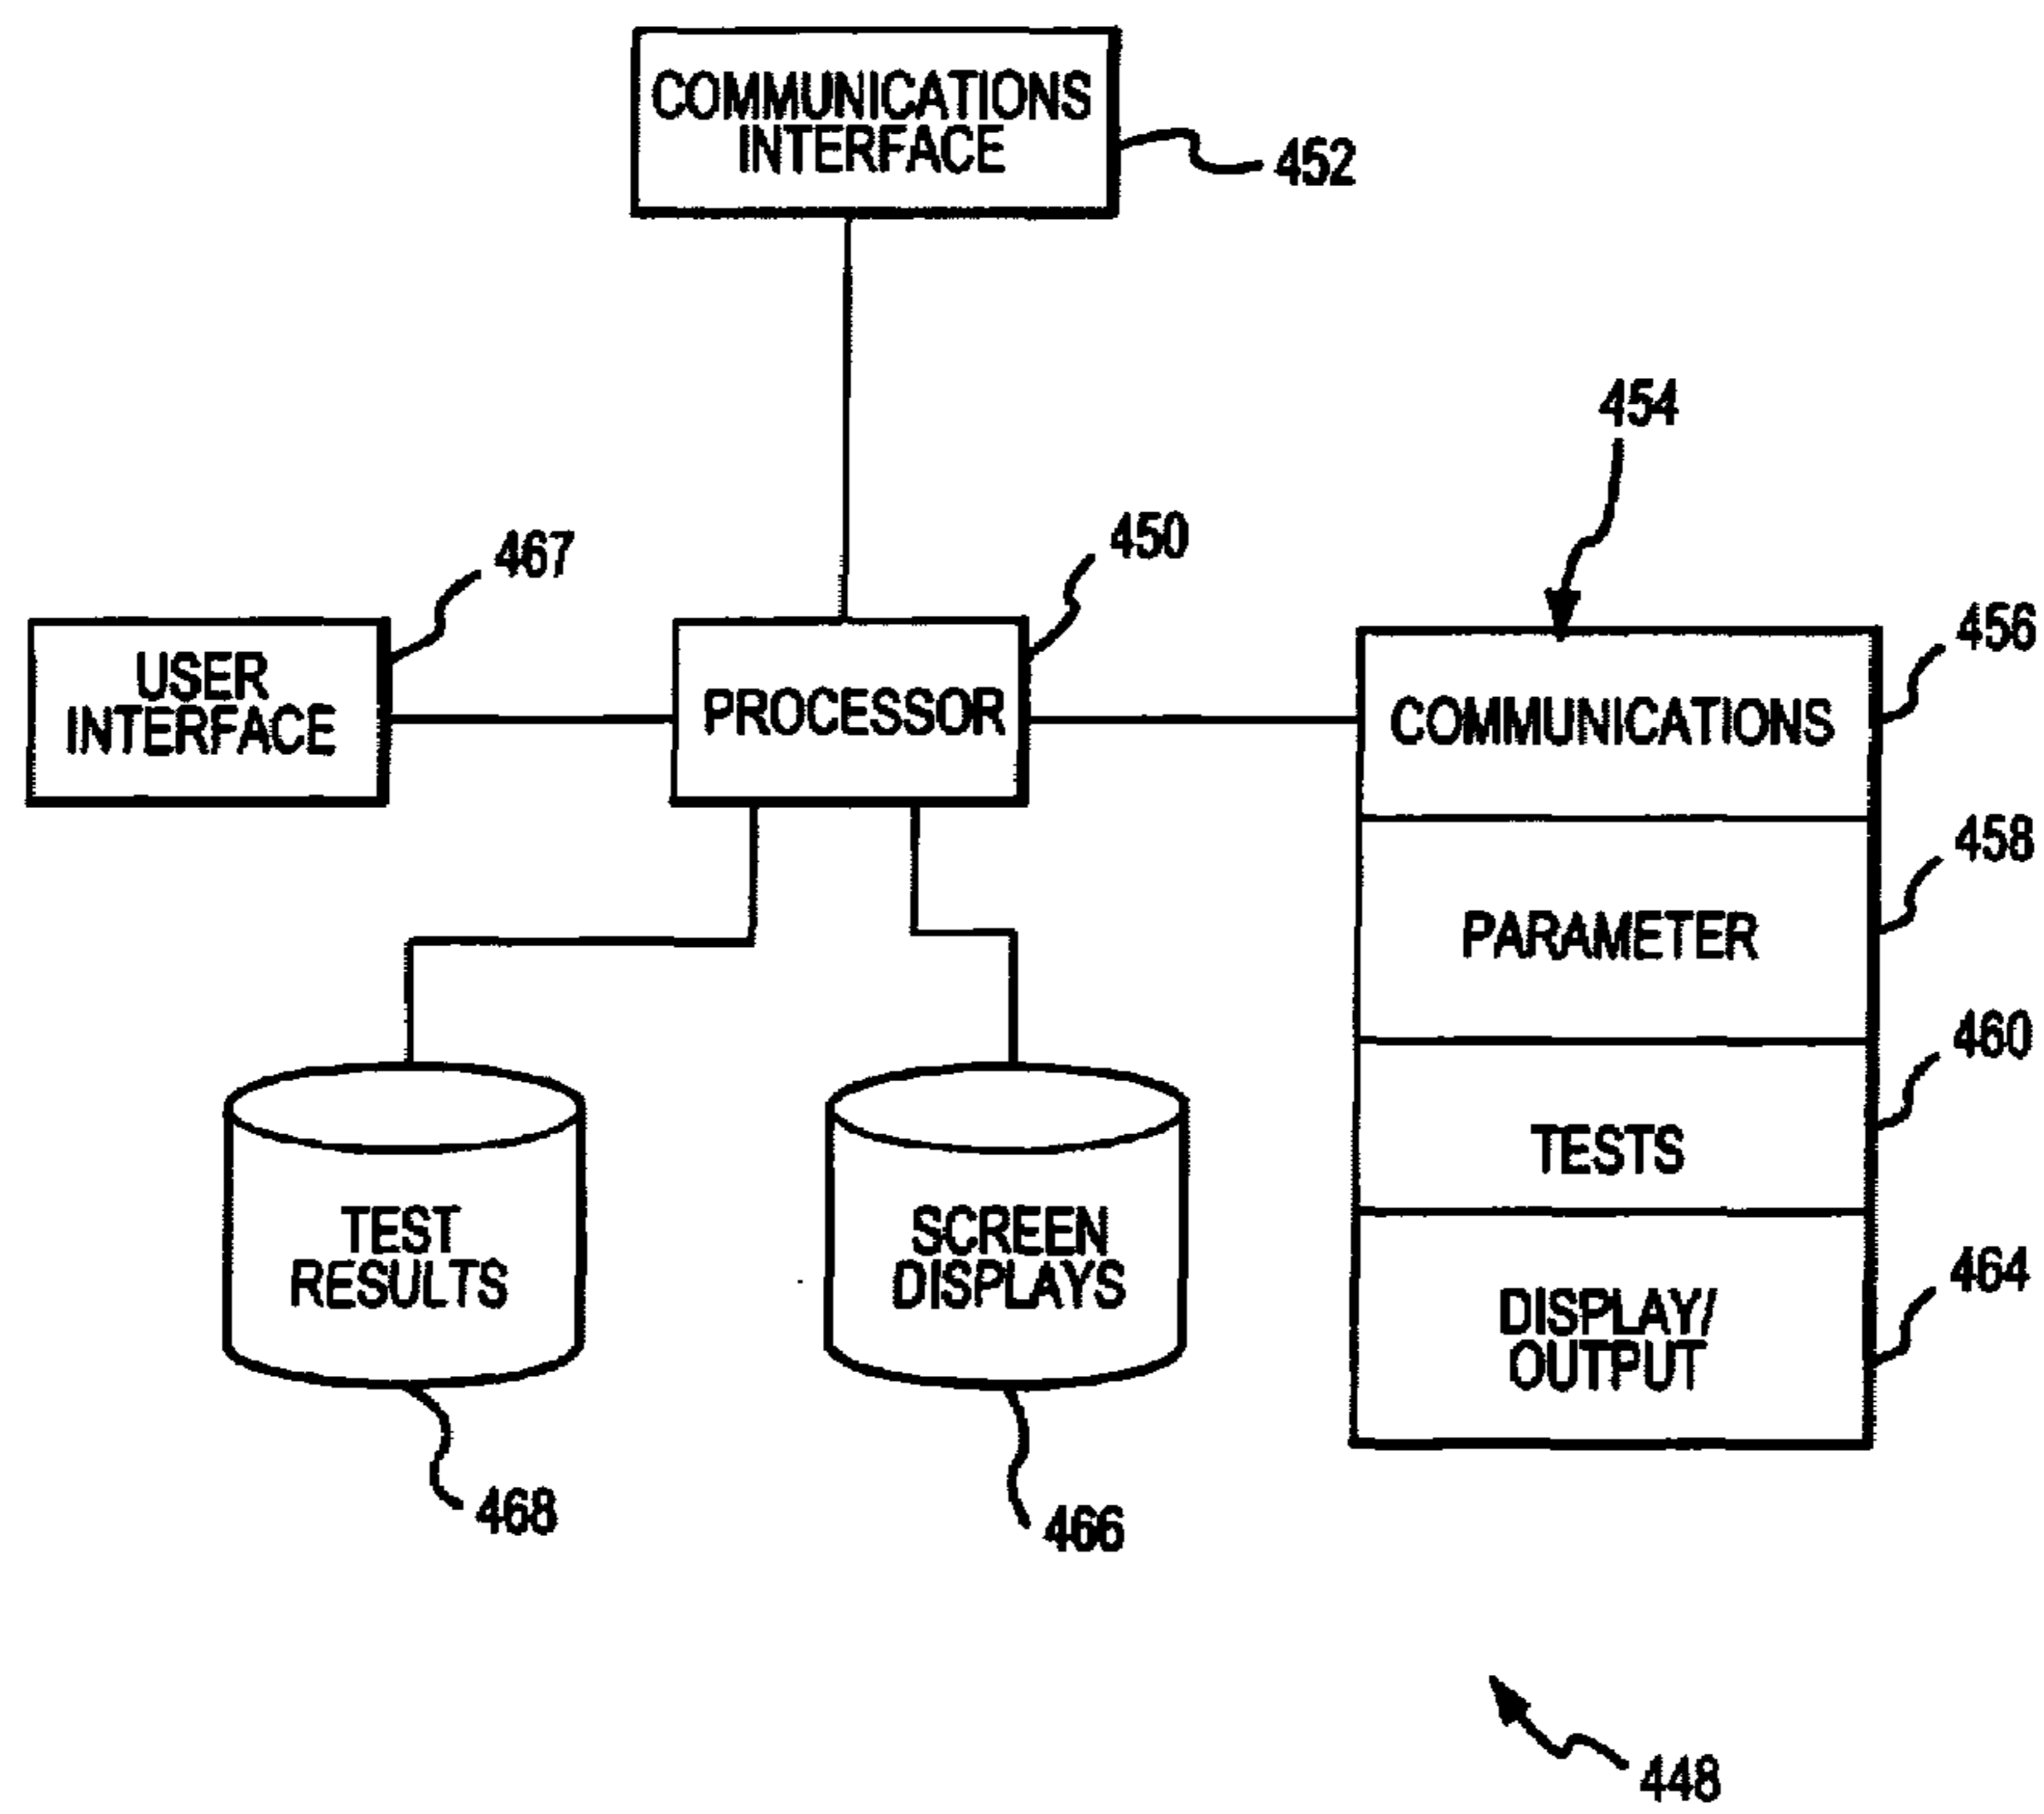 COMMUNICATIONS
INTERFACE
452
454
467
450
456
USER
INTERFACE
PROCESSOR
COMMUNICATIONS
458
PARAMETER
460
TESTS
TEST
RESULTS
SCREEN
DISPLAYS
464
DISPLAY/
OUTPUT
468
466
448